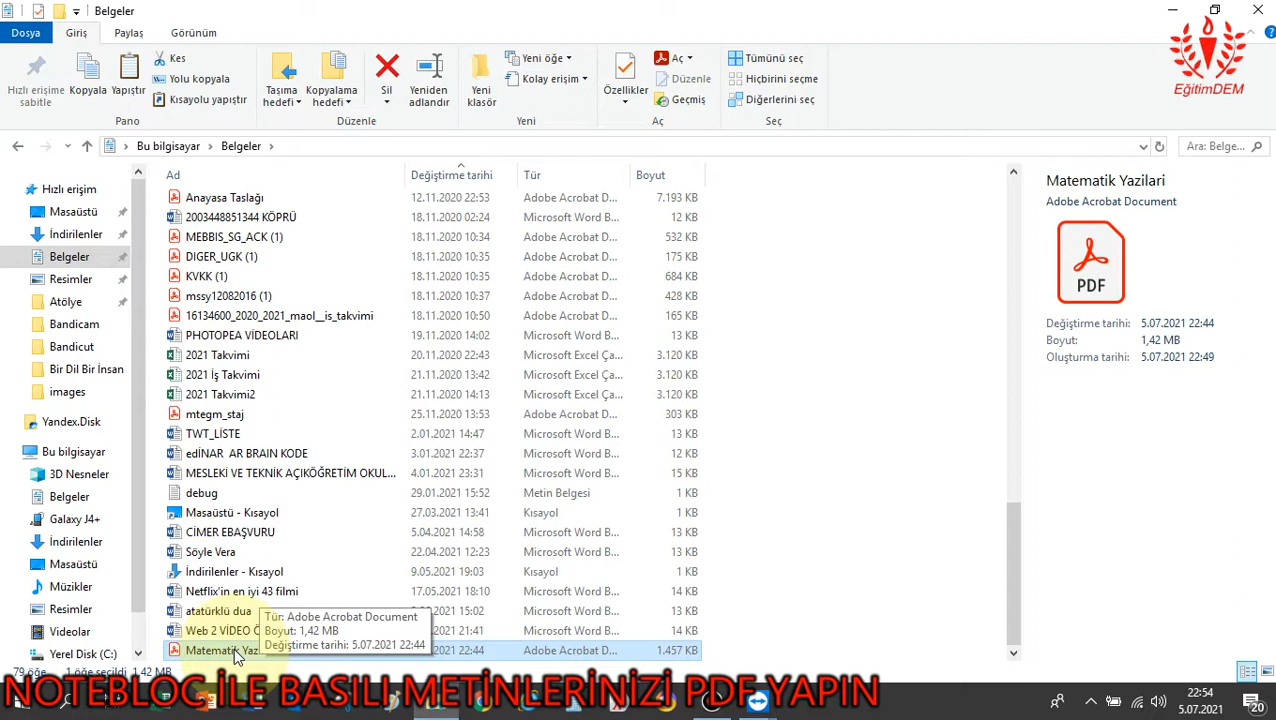 Belgeler
Dosya Giriş Paylaş Görünüm
Hızlı erişime sabitle
Kopyala
Yapıştır
Kes
Yolu kopyala
Kısayolu yapıştır
Pano
Taşıma hedefi
Kopyalama hedefi
Sil
Yeniden adlandır
Düzenle
Yeni klasör
Yeni öğe
Kolay erişim
Yeni
Özellikler
Aç
Düzenle
Geçmiş
Aç
Tümünü seç
Hiçbirini seçme
Diğerlerini seç
Seç
EğitimDEM
Bu bilgisayar Belgeler
Ara: Belge...
Hızlı erişim
Masaüstü
İndirilenler
Belgeler
Resimler
Atölye
Bandicam
Bandicut
Bir Dil Bir İnsan
images
Yandex.Disk
Bu bilgisayar
3D Nesneler
Belgeler
Galaxy J4+
İndirilenler
Masaüstü
Müzikler
Resimler
Videolar
Yerel Disk (C:)
Ad Değiştirme tarihi Tür Boyut
Anayasa Taslağı 12.11.2020 22:53 Adobe Acrobat D... 7.193 KB
2003448851344 KÖPRÜ 18.11.2020 02:24 Microsoft Word B... 12 KB
MEBBIS_SG_ACK (1) 18.11.2020 10:34 Adobe Acrobat D... 532 KB
DIGER_UGK (1) 18.11.2020 10:35 Adobe Acrobat D... 175 KB
KVKK (1) 18.11.2020 10:35 Adobe Acrobat D... 684 KB
mssy12082016 (1) 18.11.2020 10:37 Adobe Acrobat D... 428 KB
16134600_2020_2021_maol__is_takvimi 18.11.2020 10:50 Adobe Acrobat D... 165 KB
PHOTOPEA VİDEOLARI 19.11.2020 14:02 Microsoft Word B... 13 KB
2021 Takvimi 20.11.2020 22:43 Microsoft Excel Ça... 3.120 KB
2021 İş Takvimi 21.11.2020 13:42 Microsoft Excel Ça... 3.120 KB
2021 Takvimi2 21.11.2020 14:13 Microsoft Excel Ça... 3.120 KB
mtegm_staj 25.11.2020 13:53 Adobe Acrobat D... 303 KB
TWT_LİSTE 2.01.2021 14:47 Microsoft Word B... 13 KB
edİNAR AR BRAIN KODE 3.01.2021 22:37 Microsoft Word B... 12 KB
MESLEKİ VE TEKNİK AÇIKÖĞRETİM OKUL... 4.01.2021 23:31 Microsoft Word B... 15 KB
debug 29.01.2021 15:52 Metin Belgesi 1 KB
Masaüstü - Kısayol 27.03.2021 13:41 Kısayol 1 KB
CİMER EBAŞVURU 5.04.2021 14:58 Microsoft Word B... 13 KB
Söyle Vera 22.04.2021 12:23 Microsoft Word B... 13 KB
İndirilenler - Kısayol 9.05.2021 19:03 Kısayol 1 KB
Netflix'in en iyi 43 filmi 17.05.2021 18:10 Microsoft Word B... 14 KB
atatürklü dua 15:02 Microsoft Word B... 13 KB
Web 2 VİDEO 21:41 Microsoft Word B... 14 KB
Matematik 22:44 Adobe Acrobat D... 1.457 KB
Tür: Adobe Acrobat Document
Boyut: 1,42 MB
Değiştirme tarihi: 5.07.2021 22:44
Matematik Yazilari
Adobe Acrobat Document
PDF
Değiştirme tarihi: 5.07.2021 22:44
Boyut: 1,42 MB
Oluşturma tarihi: 5.07.2021 22:49
79 öğe 1 öğe seçildi 1,42 MB
NOTEBLOC İLE BASILI METİNLERİNİZİ PDF YAPIN
22:54
5.07.2021
20